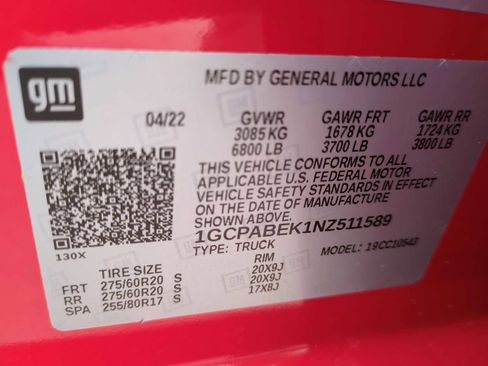 gm
MFD BY GENERAL MOTORS LLC
04/22 GVWR GAWR FRT GAWR RR
3085 KG 1678 KG 1724 KG
6800 LB 3700 LB 3800 LB
THIS VEHICLE CONFORMS TO ALL
APPLICABLE U.S. FEDERAL MOTOR
VEHICLE SAFETY STANDARDS IN EFFECT
ON THE DATE OF MANUFACTURE
SHOWN ABOVE.
1GCPABEK1NZ511589
130X TYPE: TRUCK MODEL: 19CC10543
TIRE SIZE RIM
FRT 275/60R20 S 20X9J
RR 275/60R20 S 20X9J
SPA 255/80R17 S 17X8J